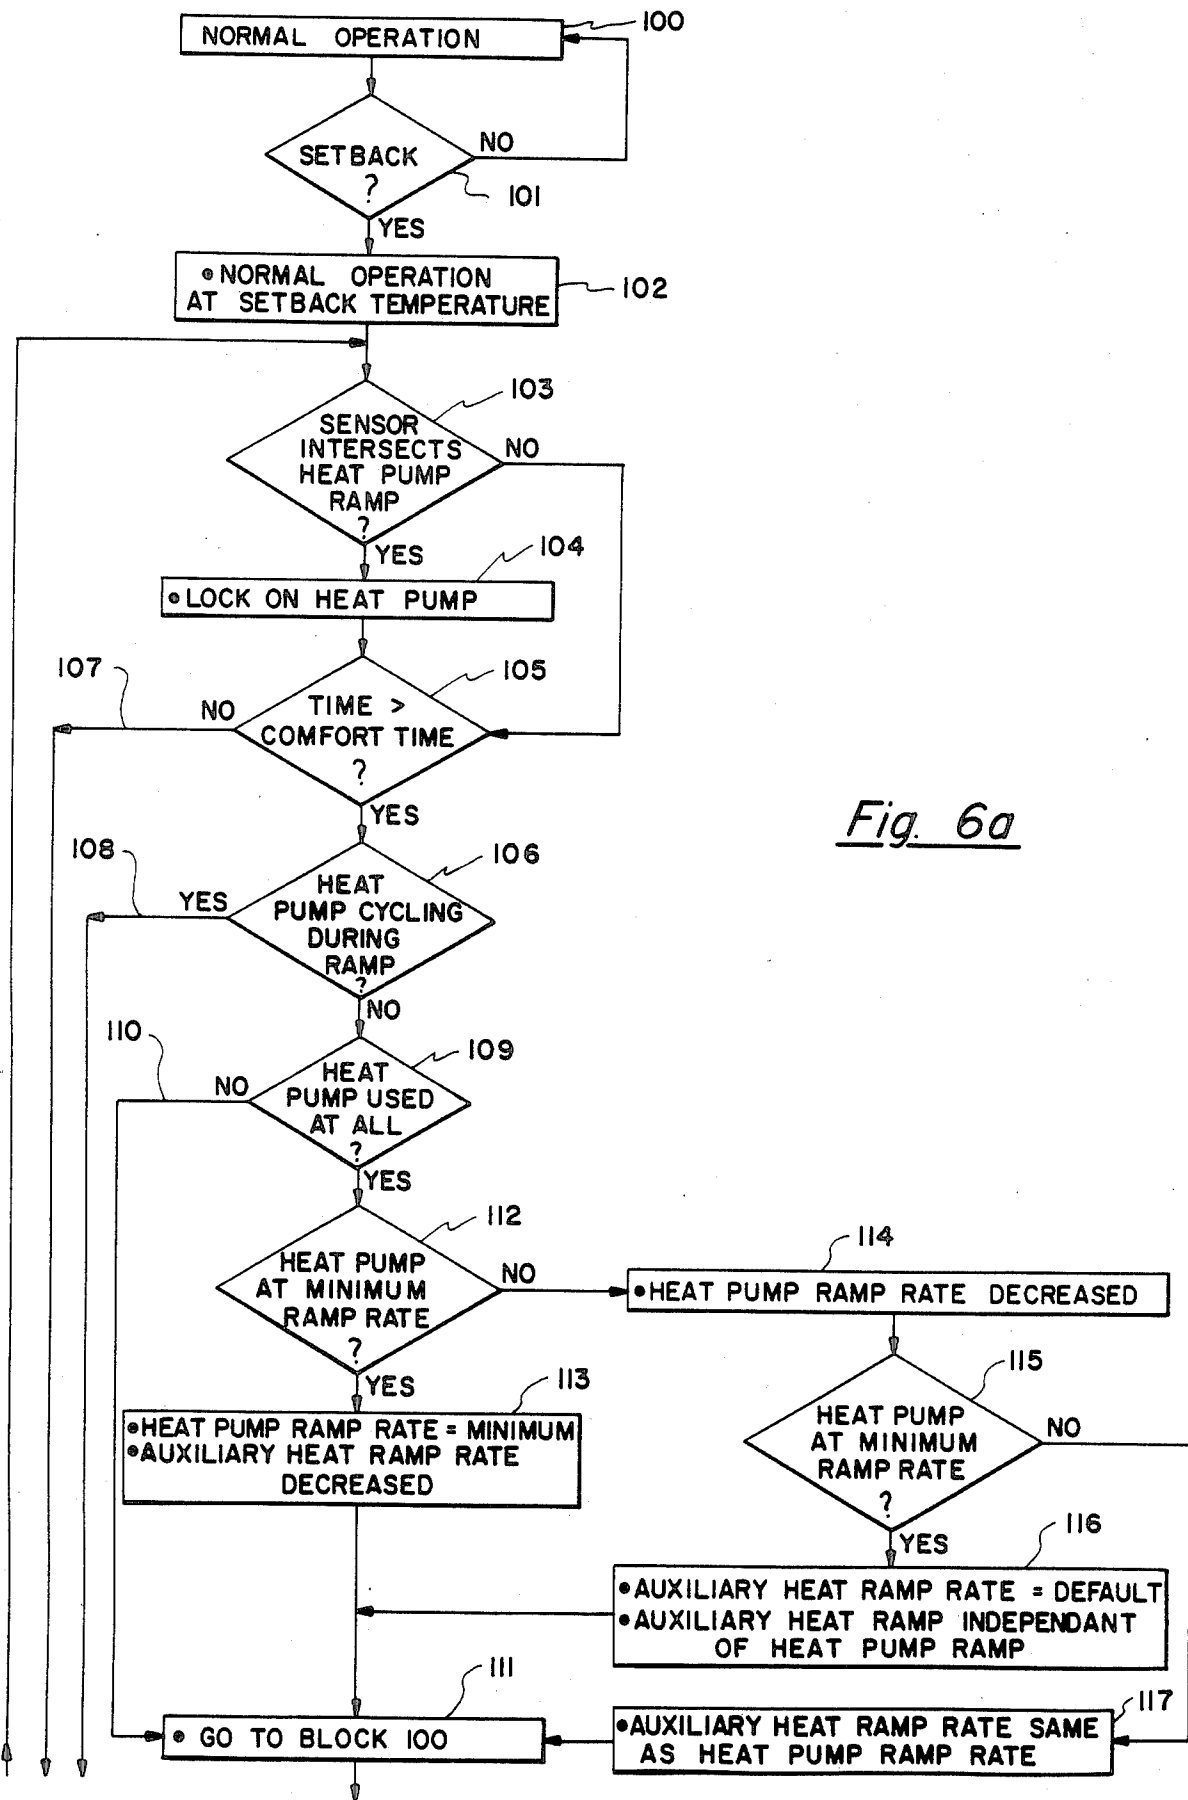 100
NORMAL OPERATION
SETBACK
?
NO
101
YES
• NORMAL OPERATION
AT SETBACK TEMPERATURE
102
103
SENSOR
INTERSECTS
HEAT PUMP
RAMP
?
NO
YES
104
• LOCK ON HEAT PUMP
107
105
NO
TIME >
COMFORT TIME
?
YES
Fig. 6a
108
106
YES
HEAT
PUMP CYCLING
DURING
RAMP
?
NO
110
109
NO
HEAT
PUMP USED
AT ALL
?
YES
112
HEAT PUMP
AT MINIMUM
RAMP RATE
?
NO
YES
114
• HEAT PUMP RAMP RATE DECREASED
113
• HEAT PUMP RAMP RATE = MINIMUM
• AUXILIARY HEAT RAMP RATE
DECREASED
115
HEAT PUMP
AT MINIMUM
RAMP RATE
?
NO
YES
116
• AUXILIARY HEAT RAMP RATE = DEFAULT
• AUXILIARY HEAT RAMP INDEPENDANT
OF HEAT PUMP RAMP
111
• GO TO BLOCK 100
117
• AUXILIARY HEAT RAMP RATE SAME
AS HEAT PUMP RAMP RATE